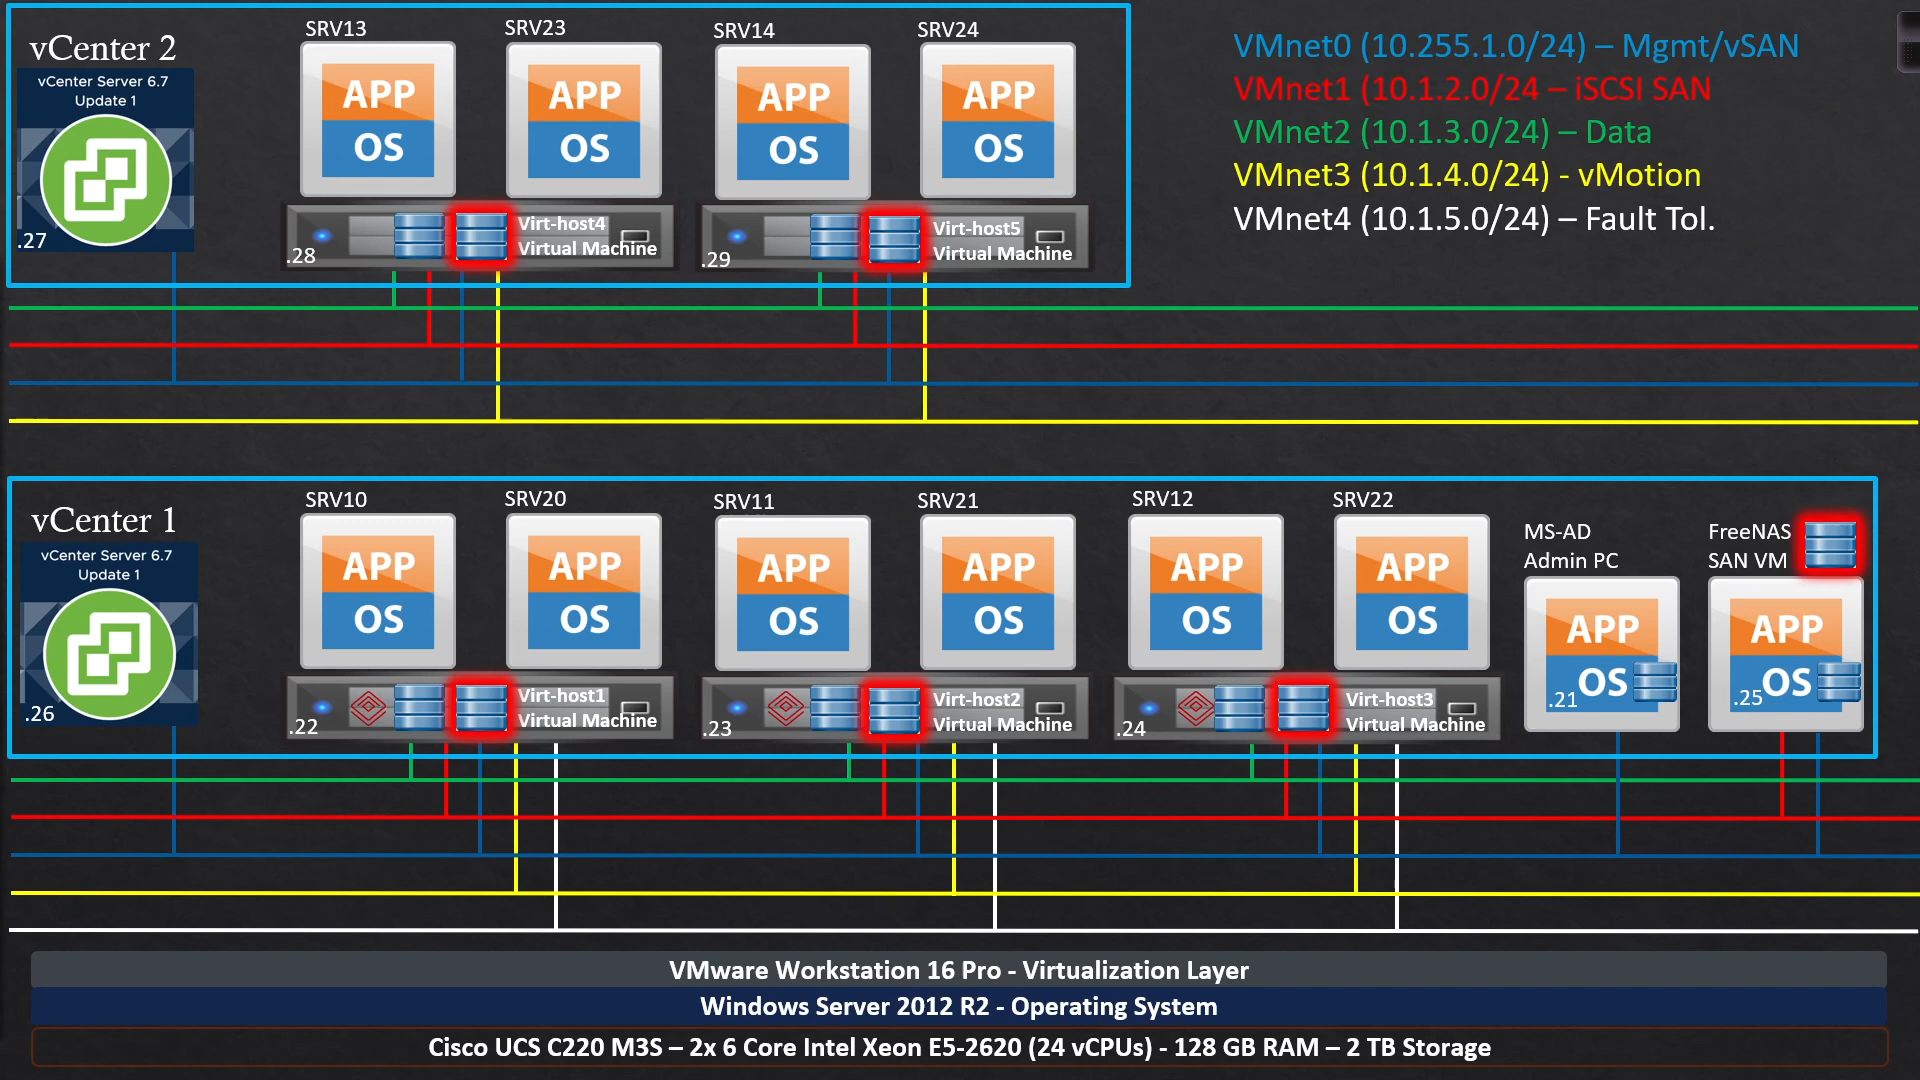 vCenter 2
vCenter Server 6.7
Update 1
.27
SRV13
APP
OS
SRV23
APP
OS
SRV14
APP
OS
SRV24
APP
OS
.28
Virt-host4
Virtual Machine
.29
Virt-host5
Virtual Machine
VMnet0 (10.255.1.0/24) – Mgmt/vSAN
VMnet1 (10.1.2.0/24 – iSCSI SAN
VMnet2 (10.1.3.0/24) – Data
VMnet3 (10.1.4.0/24) - vMotion
VMnet4 (10.1.5.0/24) – Fault Tol.
vCenter 1
vCenter Server 6.7
Update 1
.26
SRV10
APP
OS
SRV20
APP
OS
SRV11
APP
OS
SRV21
APP
OS
SRV12
APP
OS
SRV22
APP
OS
MS-AD
Admin PC
APP
OS
.21
FreeNAS
SAN VM
APP
OS
.25
.22
Virt-host1
Virtual Machine
.23
Virt-host2
Virtual Machine
.24
Virt-host3
Virtual Machine
VMware Workstation 16 Pro - Virtualization Layer
Windows Server 2012 R2 - Operating System
Cisco UCS C220 M3S – 2x 6 Core Intel Xeon E5-2620 (24 vCPUs) - 128 GB RAM – 2 TB Storage